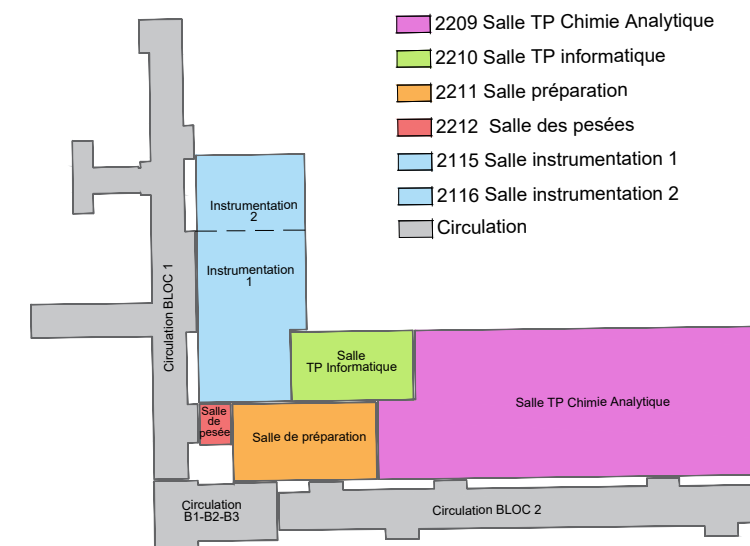 2209 Salle TP Chimie Analytique
2210 Salle TP informatique
2211 Salle préparation
2212 Salle des pesées
2115 Salle instrumentation 1
2116 Salle instrumentation 2
Circulation
Instrumentation
2
Instrumentation
1
Circulation BLOC 1
Salle
TP Informatique
Salle TP Chimie Analytique
Salle
de
pesée
Salle de préparation
Circulation
B1-B2-B3
Circulation BLOC 2